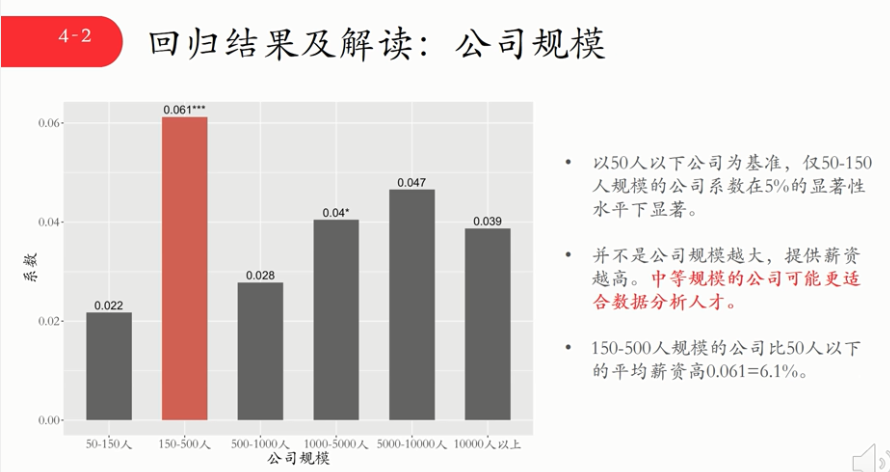 4-2
回归结果及解读：公司规模
0.061***
0.06
0.047
0.04*
0.039
0.04
系数
0.028
0.022
0.02
0.00
50-150人 150-500人 500-1000人 1000-5000人 5000-10000人 10000人以上
公司规模
• 以50人以下公司为基准，仅50-150
人规模的公司系数在5%的显著性
水平下显著。
• 并不是公司规模越大，提供薪资
越高。中等规模的公司可能更适
合数据分析人才。
• 150-500人规模的公司比50人以下
的平均薪资高0.061=6.1%。